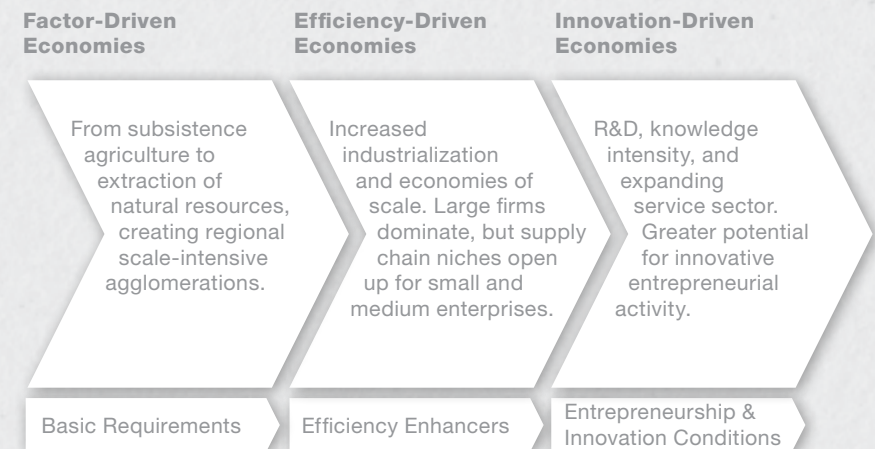 Factor-Driven
Economies
Efficiency-Driven
Economies
Innovation-Driven
Economies
From subsistence
agriculture to
extraction of
natural resources,
creating regional
scale-intensive
agglomerations.
Increased
industrialization
and economies of
scale. Large firms
dominate, but supply
chain niches open
up for small and
medium enterprises.
R&D, knowledge
intensity, and
expanding
service sector.
Greater potential
for innovative
entrepreneurial
activity.
Basic Requirements
Efficiency Enhancers
Entrepreneurship &
Innovation Conditions